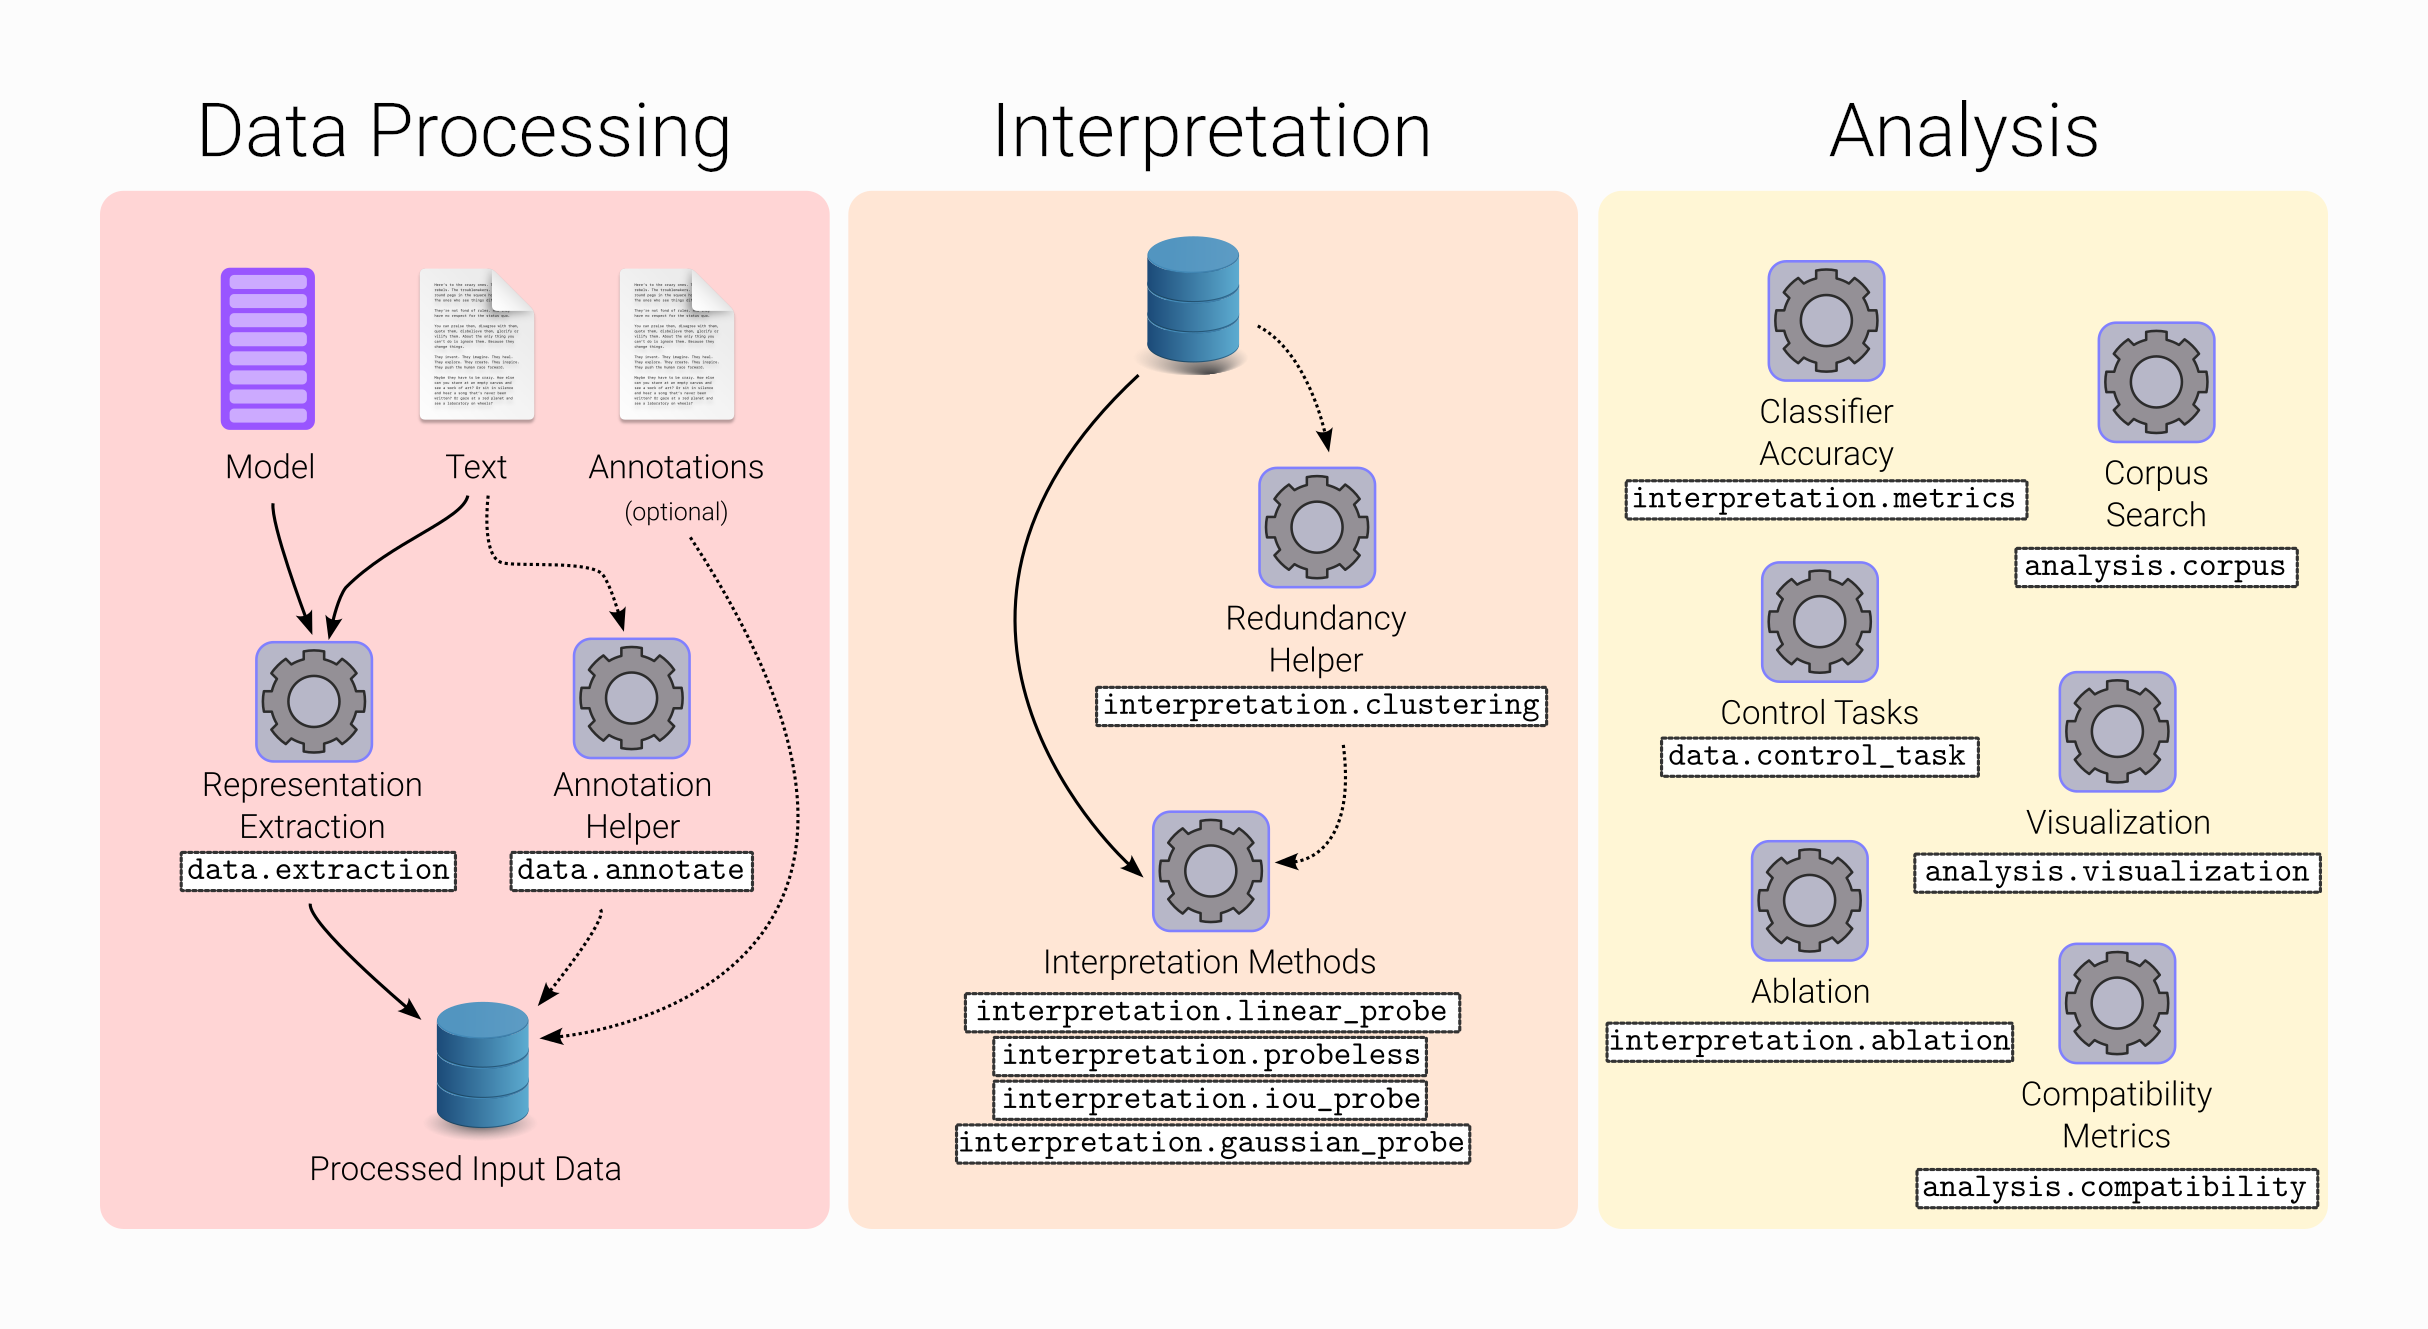 Data Processing
Interpretation
Analysis
Model
Text
Annotations
(optional)
Representation
Extraction
data.extraction
Annotation
Helper
data.annotate
Processed Input Data
Redundancy
Helper
interpretation.clustering
Interpretation Methods
interpretation.linear_probe
interpretation.probeless
interpretation.iou_probe
interpretation.gaussian_probe
Classifier
Accuracy
interpretation.metrics
Corpus
Search
analysis.corpus
Control Tasks
data.control_task
Visualization
analysis.visualization
Ablation
interpretation.ablation
Compatibility
Metrics
analysis.compatibility